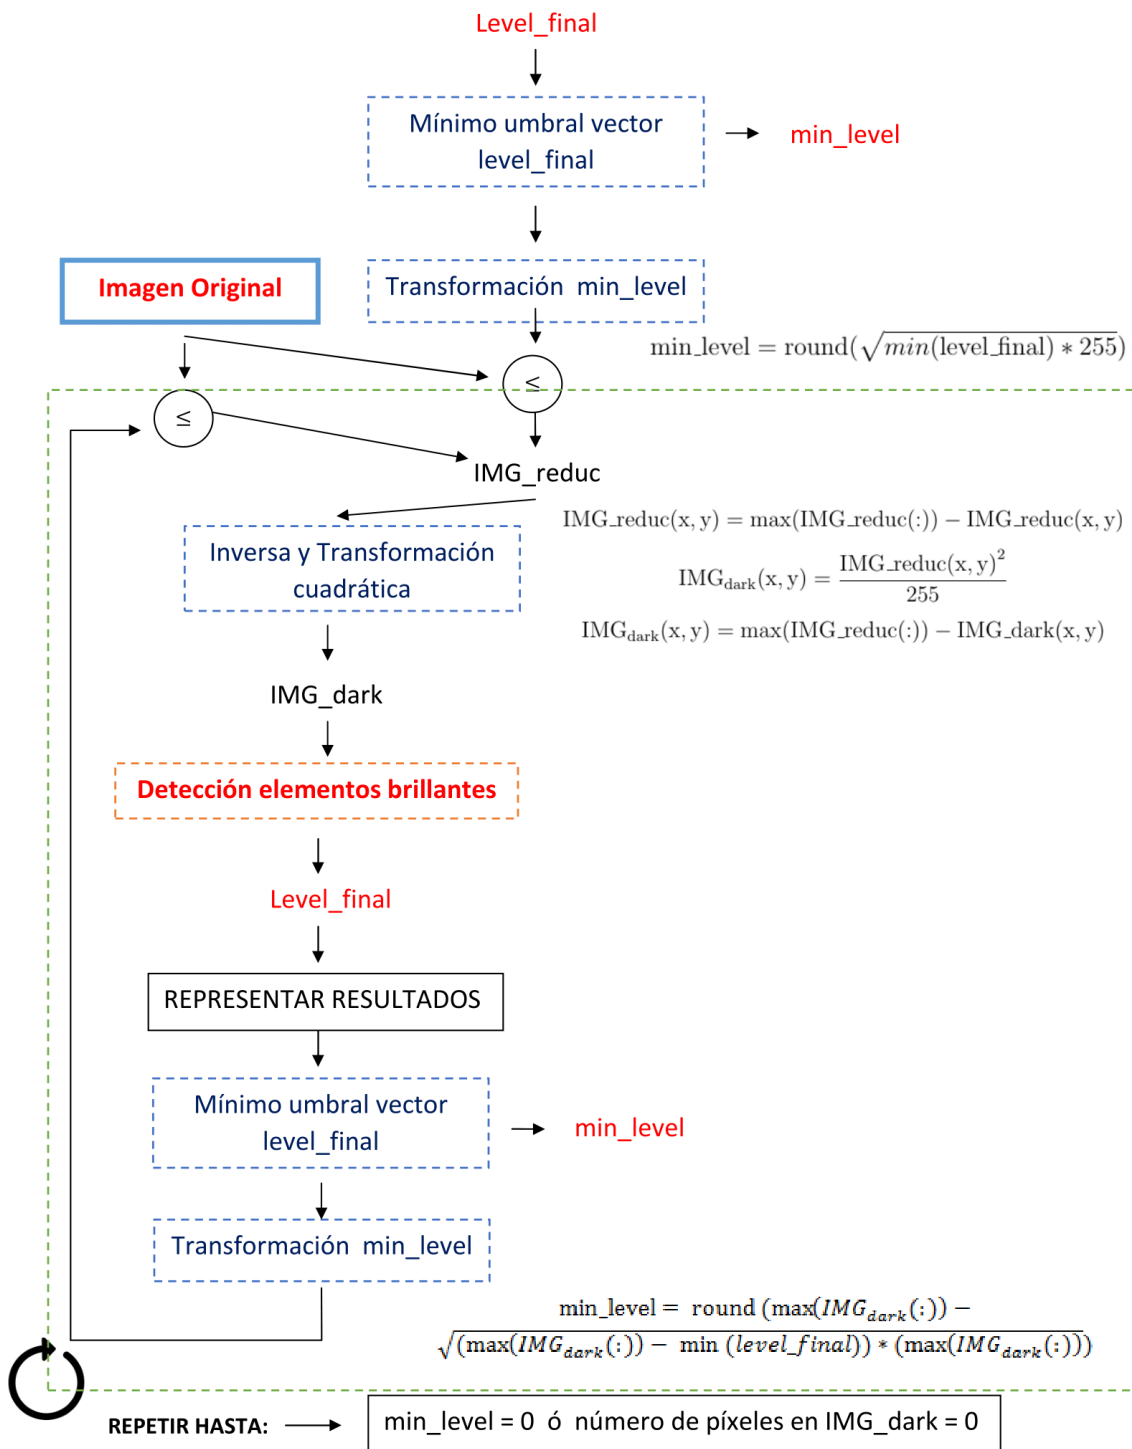 Level_final
Mínimo umbral vector
level_final
min_level
Imagen Original
Transformación min_level
min_level = round(√min(level_final) * 255)
≤
≤
IMG_reduc
IMG_reduc(x, y) = max(IMG_reduc(:)) − IMG_reduc(x, y)
Inversa y Transformación
cuadrática
IMG_dark(x, y) = IMG_reduc(x, y)² / 255
IMG_dark(x, y) = max(IMG_reduc(:)) − IMG_dark(x, y)
IMG_dark
Detección elementos brillantes
Level_final
REPRESENTAR RESULTADOS
Mínimo umbral vector
level_final
min_level
Transformación min_level
min_level = round (max(IMG_dark(:)) −
√(max(IMG_dark(:)) − min (level_final)) * (max(IMG_dark(:)))
REPETIR HASTA:
min_level = 0 ó número de píxeles en IMG_dark = 0